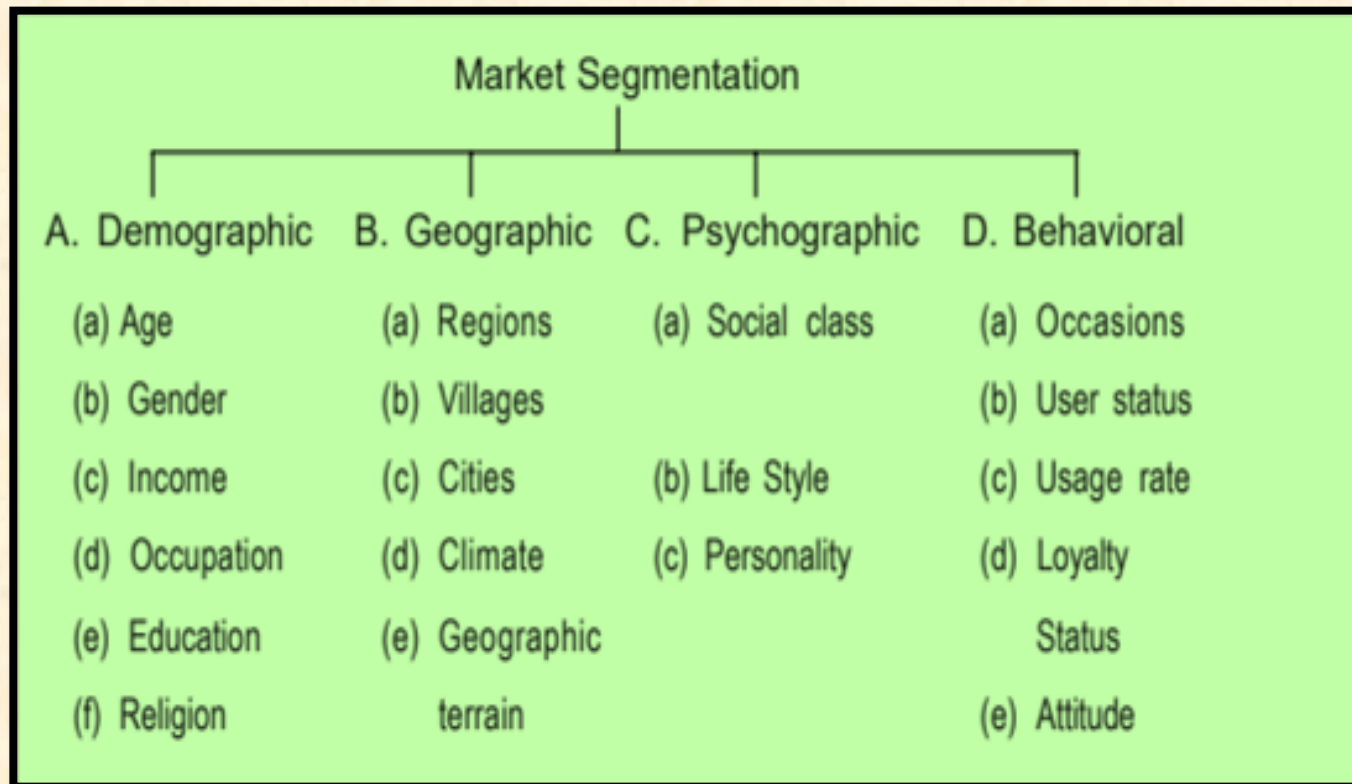 Market Segmentation
A. Demographic
(a) Age
(b) Gender
(c) Income
(d) Occupation
(e) Education
(f) Religion
B. Geographic
(a) Regions
(b) Villages
(c) Cities
(d) Climate
(e) Geographic
terrain
C. Psychographic
(a) Social class
(b) Life Style
(c) Personality
D. Behavioral
(a) Occasions
(b) User status
(c) Usage rate
(d) Loyalty
Status
(e) Attitude